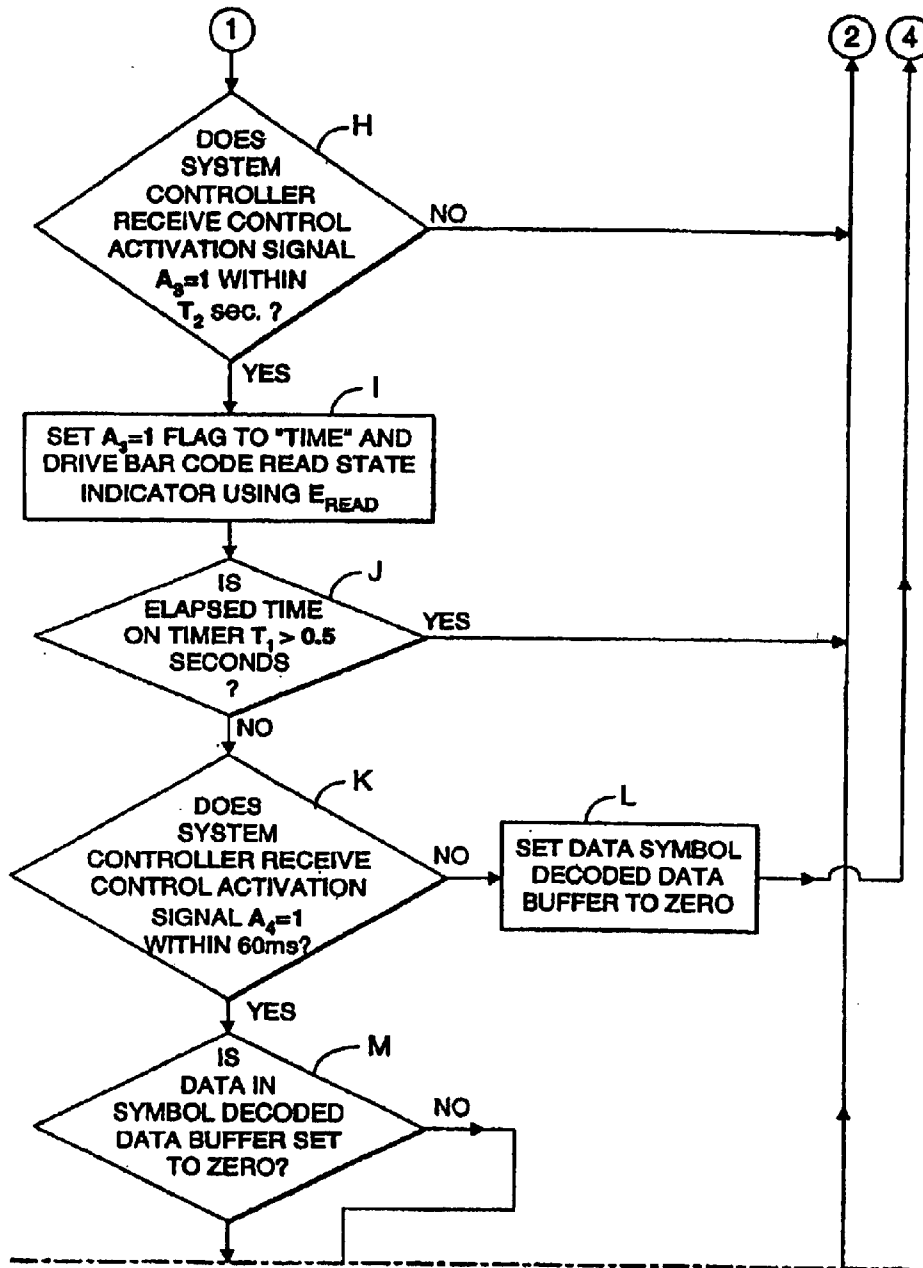 1
2
4
H
DOES
SYSTEM
CONTROLLER
RECEIVE CONTROL
ACTIVATION SIGNAL
A₃=1 WITHIN
T₂ sec. ?
NO
YES
I
SET A₃=1 FLAG TO "TIME" AND
DRIVE BAR CODE READ STATE
INDICATOR USING E_READ
J
IS
ELAPSED TIME
ON TIMER T₁ > 0.5
SECONDS
?
YES
NO
K
DOES
SYSTEM
CONTROLLER RECEIVE
CONTROL ACTIVATION
SIGNAL A₄=1
WITHIN 60ms?
NO
L
SET DATA SYMBOL
DECODED DATA
BUFFER TO ZERO
YES
M
IS
DATA IN
SYMBOL DECODED
DATA BUFFER SET
TO ZERO?
NO